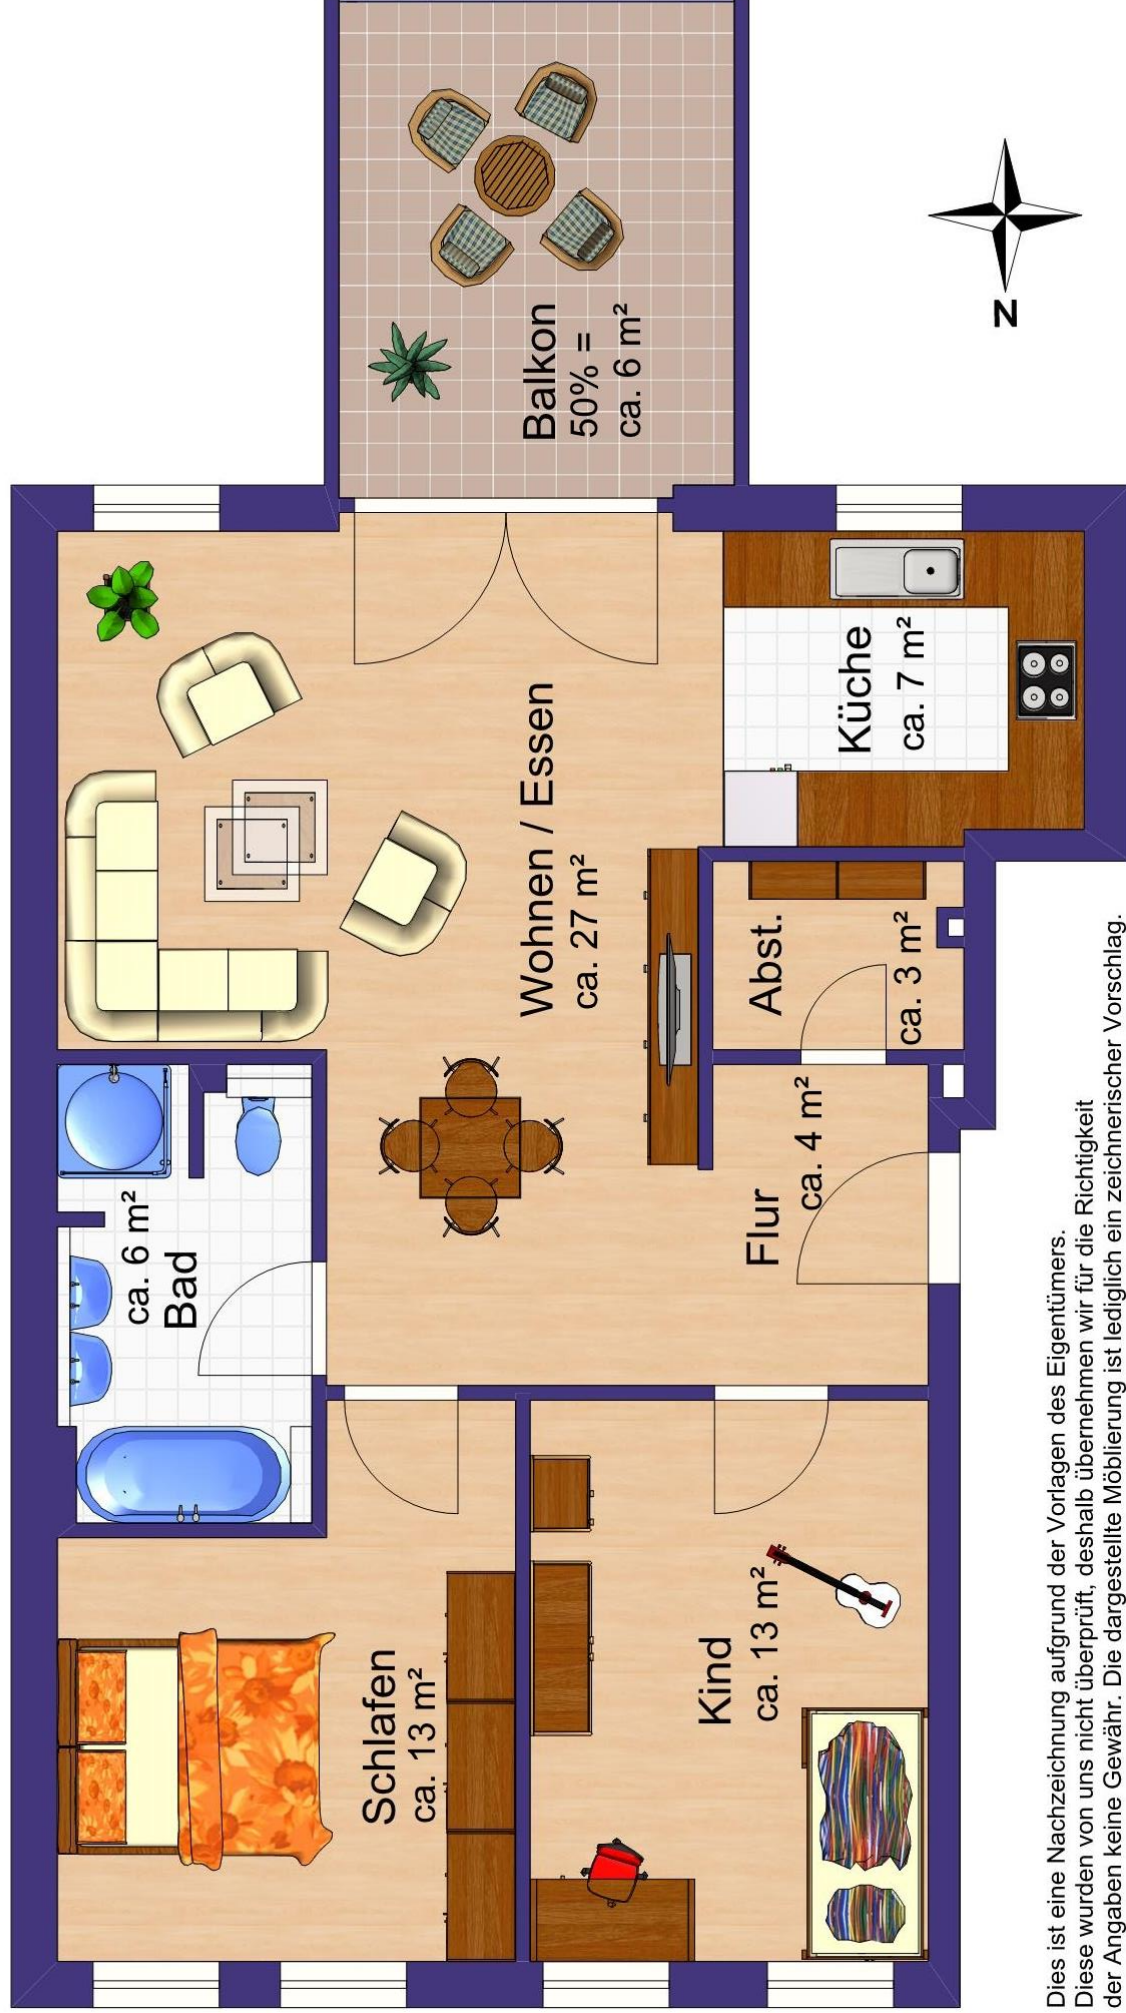 Schlafen
ca. 13 m²
ca. 6 m²
Bad
Wohnen / Essen
ca. 27 m²
Balkon
50% =
ca. 6 m²
Kind
ca. 13 m²
Flur
ca. 4 m²
Abst.
ca. 3 m²
Küche
ca. 7 m²
N
Dies ist eine Nachzeichnung aufgrund der Vorlagen des Eigentümers.
Diese wurden von uns nicht überprüft, deshalb übernehmen wir für die Richtigkeit
der Angaben keine Gewähr. Die dargestellte Möblierung ist lediglich ein zeichnerischer Vorschlag.